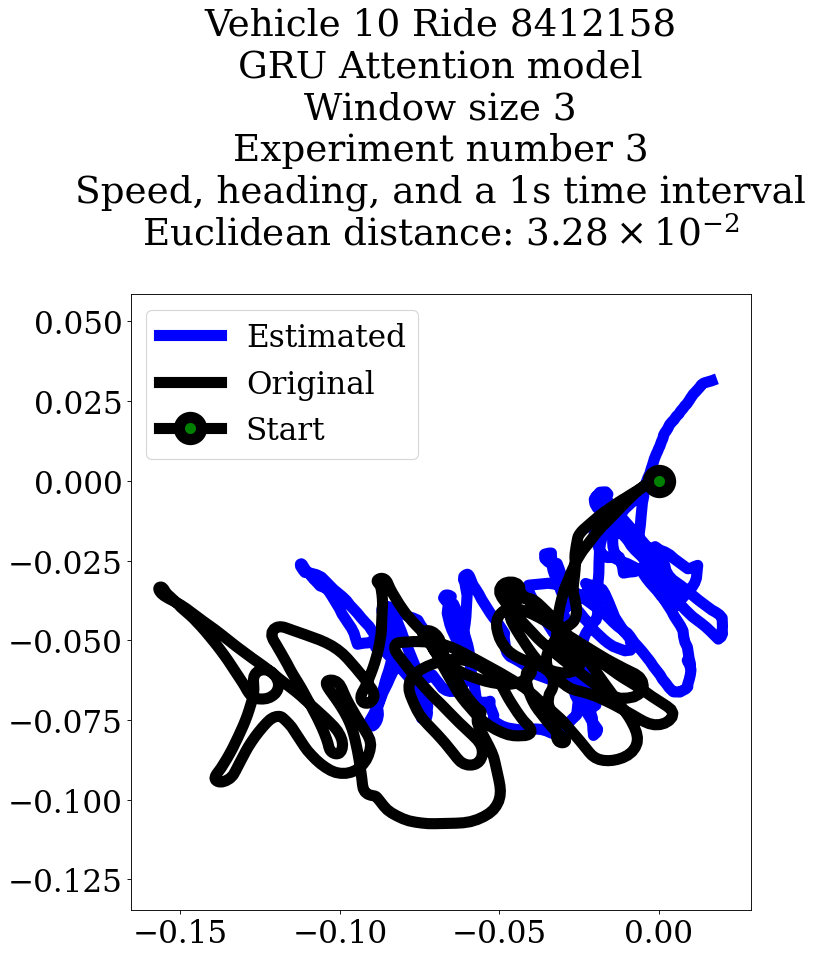 Vehicle 10 Ride 8412158
GRU Attention model
Window size 3
Experiment number 3
Speed, heading, and a 1s time interval
Euclidean distance: 3.28 × 10⁻²
Estimated
Original
Start
0.050
0.025
0.000
−0.025
−0.050
−0.075
−0.100
−0.125
−0.15 −0.10 −0.05 0.00